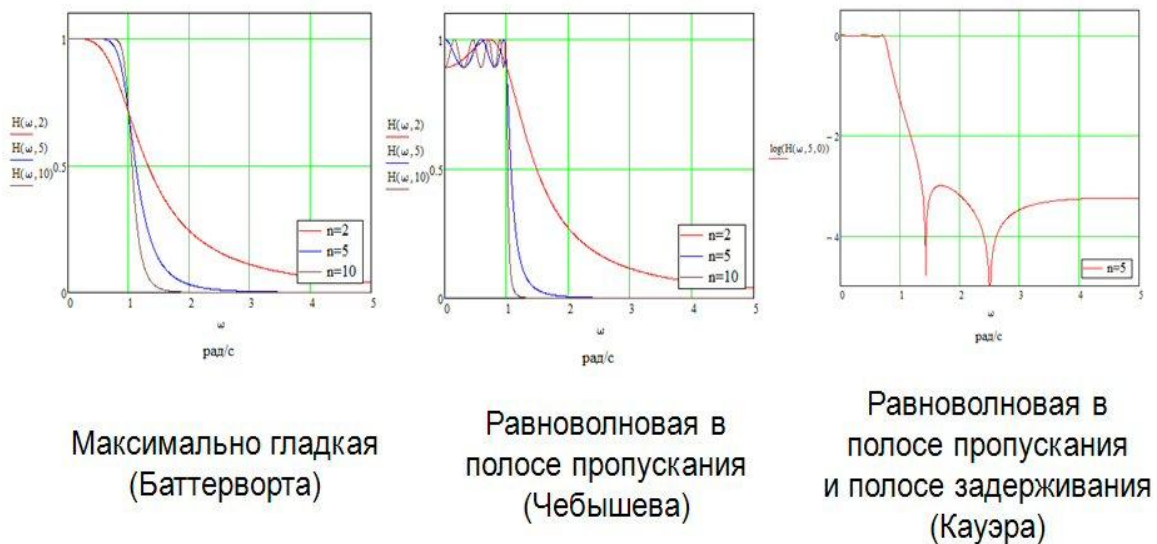 1
H(ω,2)
H(ω,5)
0.5
H(ω,10)
n=2
n=5
n=10
0
0 1 2 3 4 5
ω
рад/с
Максимально гладкая
(Баттерворта)
1
H(ω,2)
H(ω,5)
0.5
H(ω,10)
n=2
n=5
n=10
0
0 1 2 3 4 5
ω
рад/с
Равноволновая в
полосе пропускания
(Чебышева)
0
−2
log(H(ω,5,0))
−4
n=5
0 1 2 3 4 5
ω
рад/с
Равноволновая в
полосе пропускания
и полосе задерживания
(Кауэра)